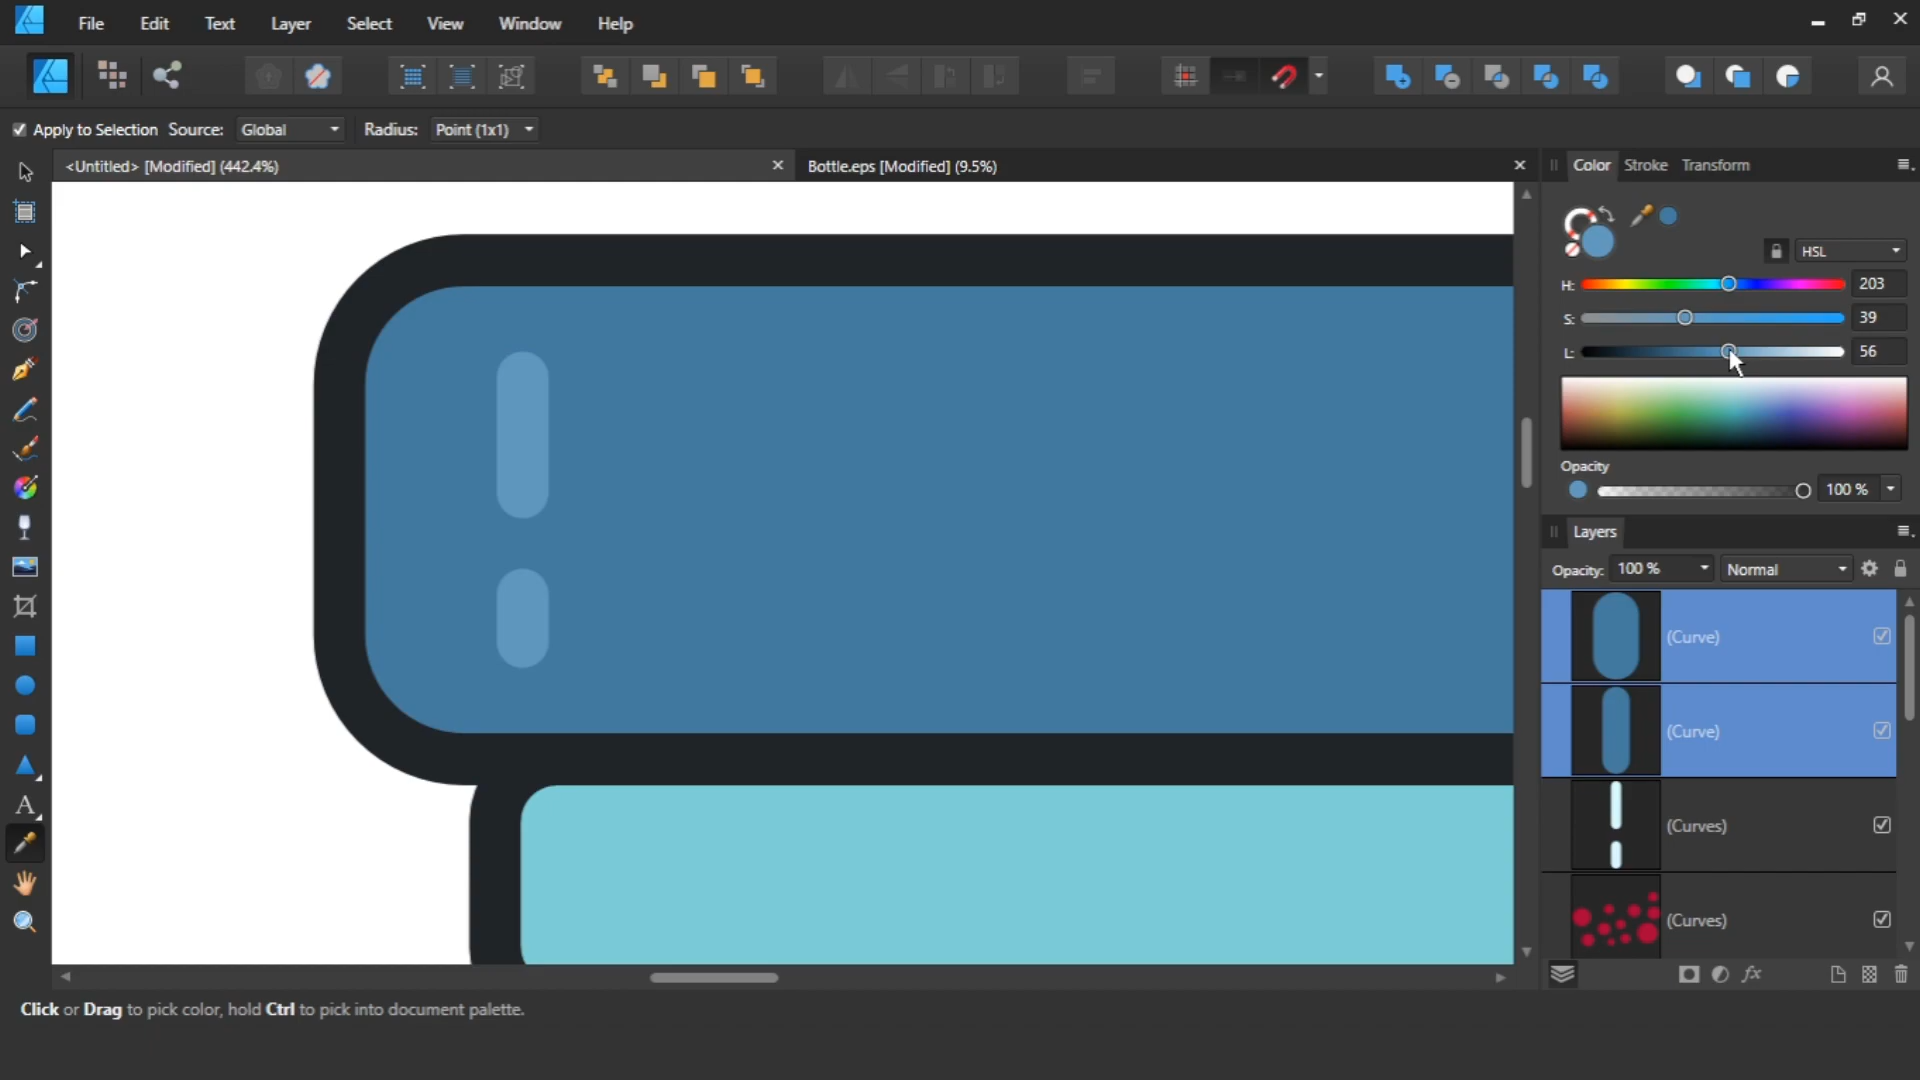 File Edit Text Layer Select View Window Help
Apply to Selection Source: Global Radius: Point (1x1)
<Untitled> [Modified] (442.4%) Bottle.eps [Modified] (9.5%)
Color Stroke Transform
HSL
H: 203
S: 39
L: 56
Opacity
100 %
Layers
Opacity: 100 % Normal
(Curve)
(Curve)
(Curves)
(Curves)
A
fx
Click or Drag to pick color, hold Ctrl to pick into document palette.